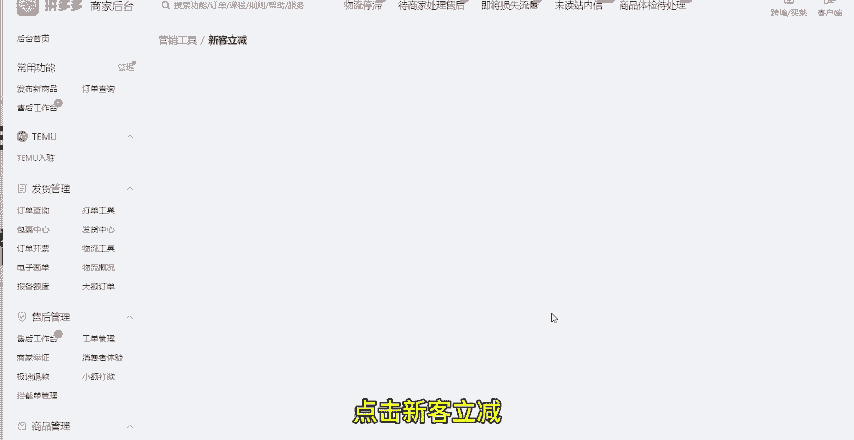 拼多多 商家后台
搜索功能/订单/课程/规则/帮助/服务
物流停滞 待商家处理售后 即将损失流量 未读站内信 商品体检待处理
跨境/买菜 客户端
后台首页
营销工具 / 新客立减
常用功能 管理
发布新商品 订单查询
售后工作台
TEMU
TEMU入驻
发货管理
订单查询 打单工具
包裹中心 发货中心
订单开票 物流工具
电子面单 物流概况
报备额度 大额订单
售后管理
售后工作台 工单管理
商家举证 消费者体验
极速退款 小额打款
退货单管理
商品管理
点击新客立减